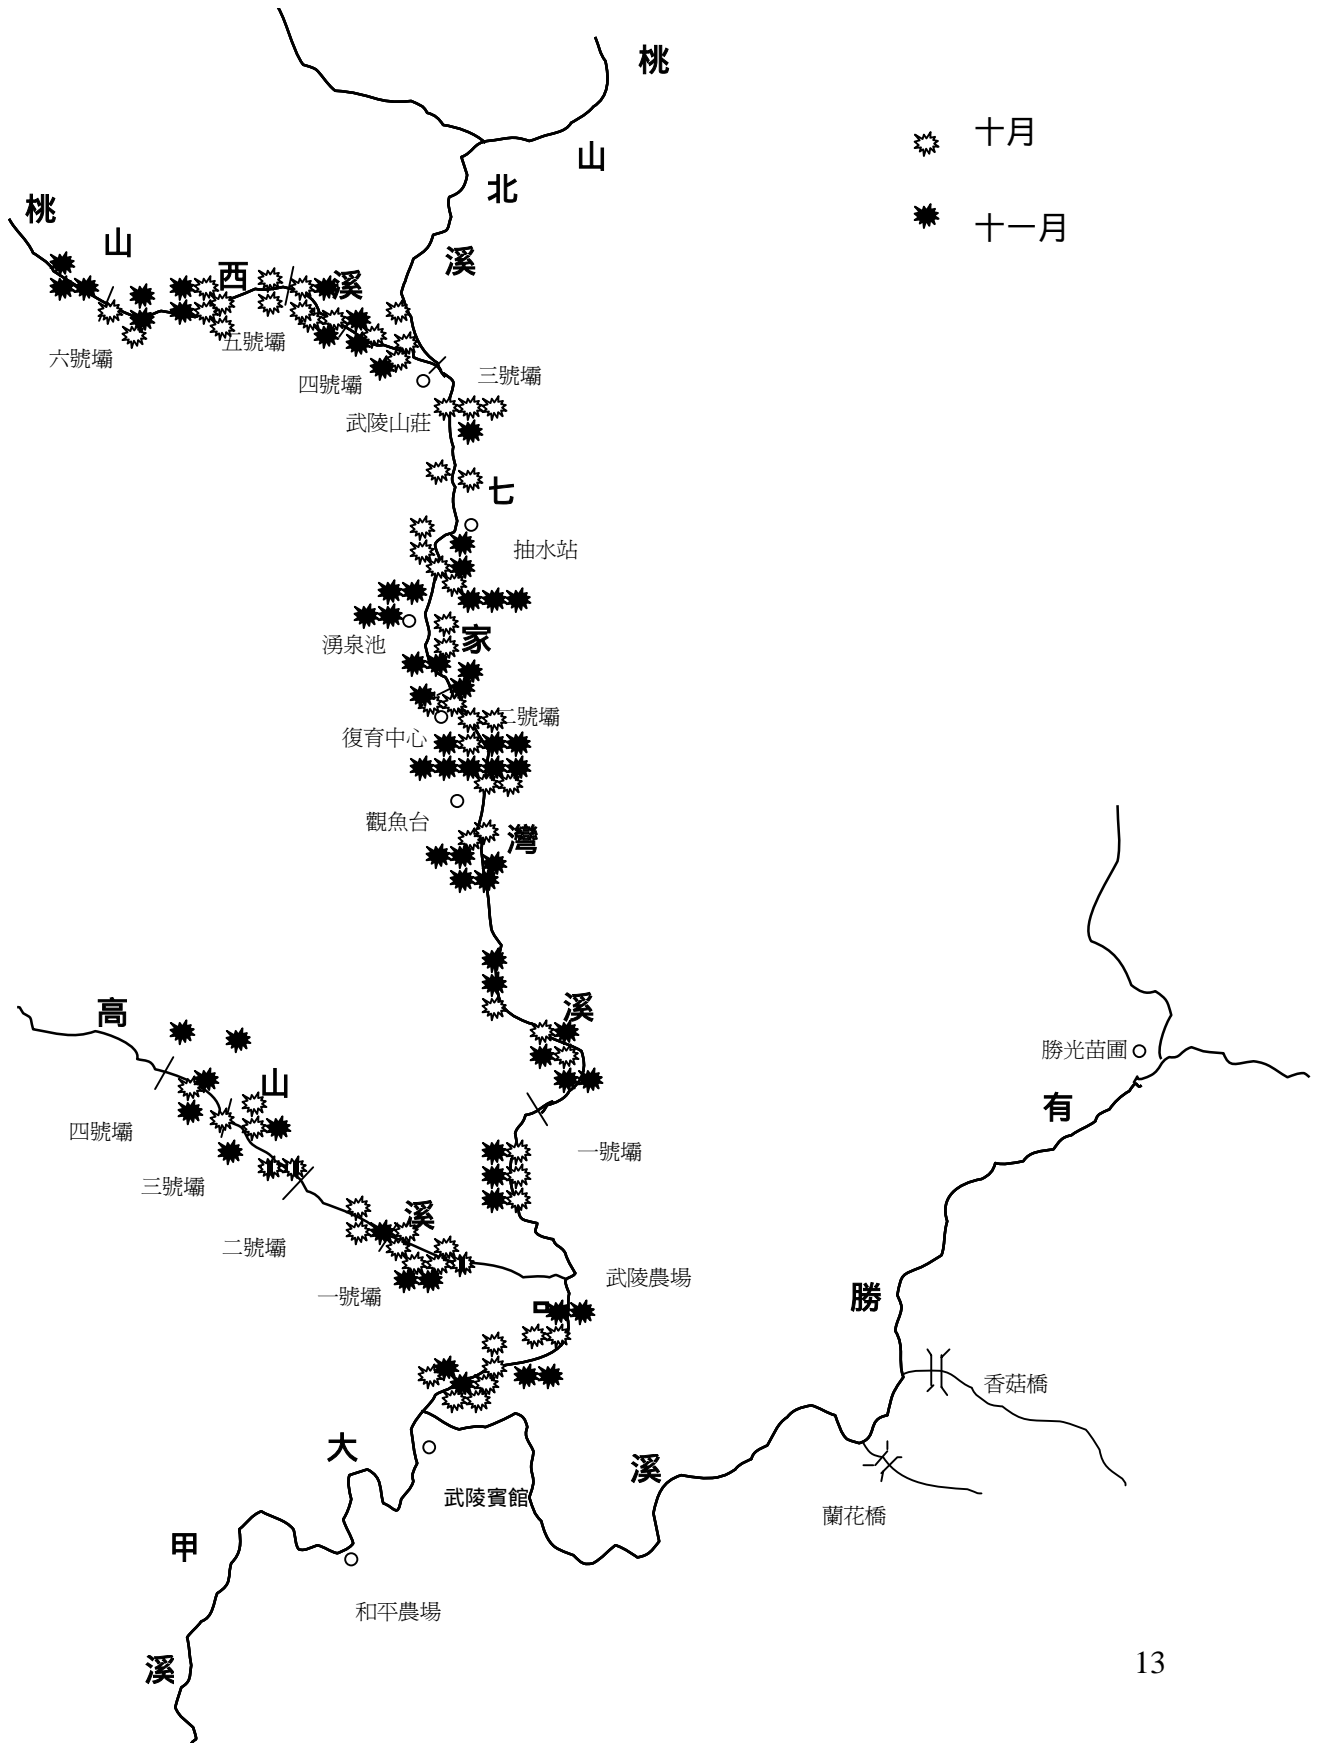 桃
山
北
溪
十月
十一月
桃
山
西
溪
六號壩
五號壩
四號壩
三號壩
武陵山莊
七
抽水站
湧泉池
家
二號壩
復育中心
觀魚台
灣
溪
高
山
溪
四號壩
三號壩
二號壩
一號壩
一號壩
武陵農場
勝光苗圃
有
勝
溪
香菇橋
蘭花橋
武陵賓館
大
甲
溪
和平農場
13